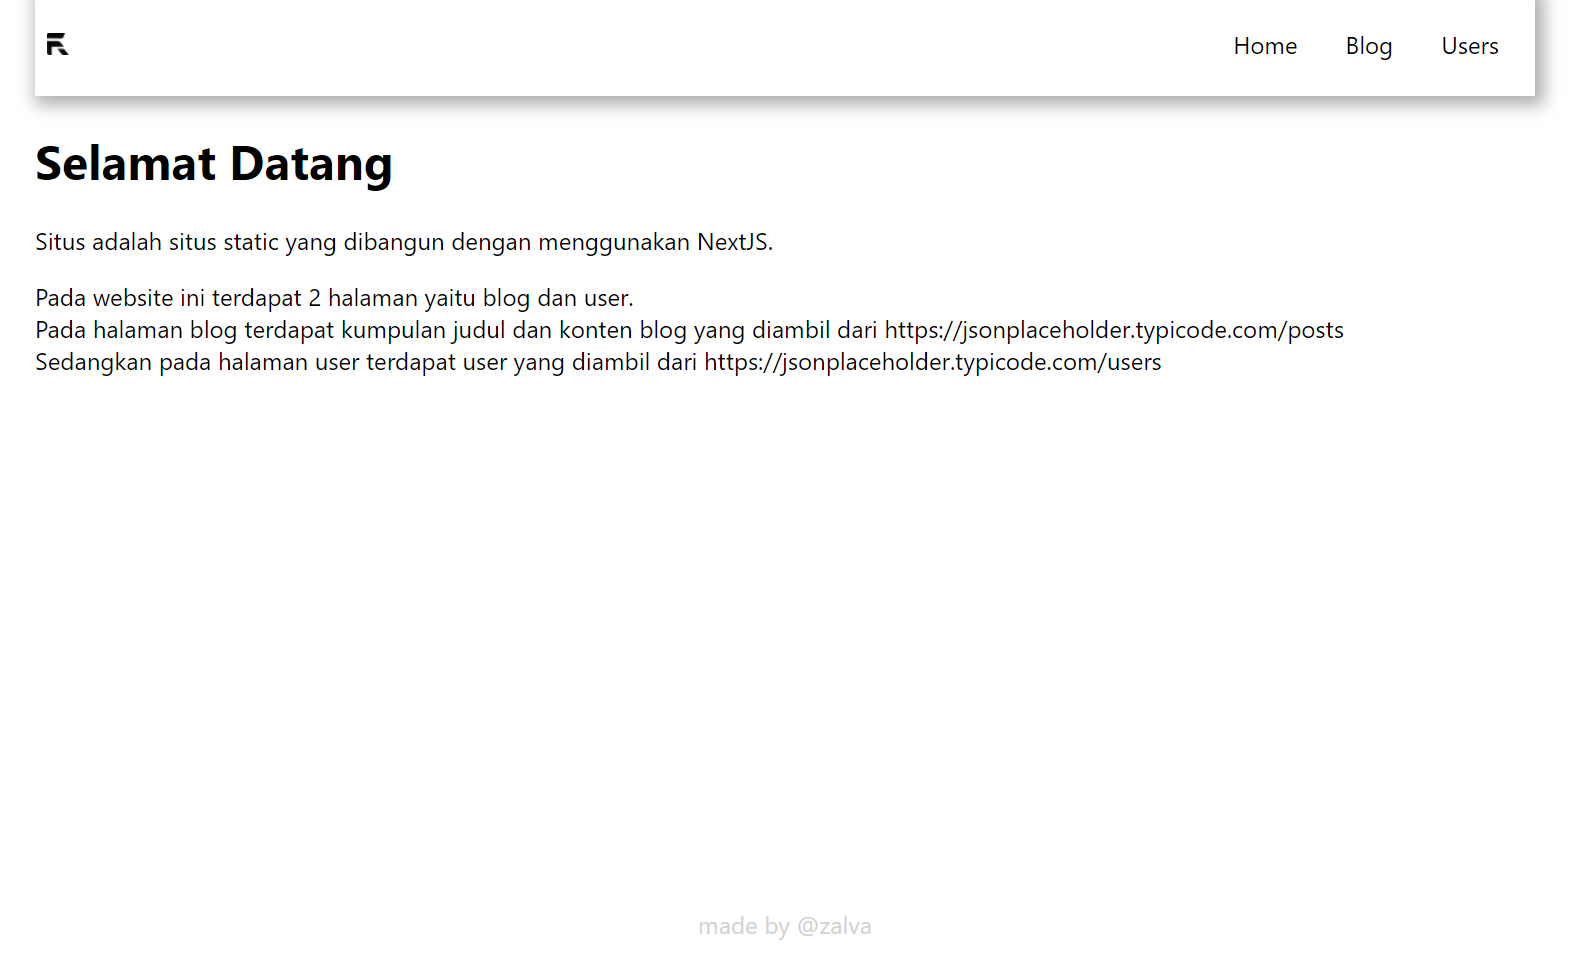 Home Blog Users
Selamat Datang
Situs adalah situs static yang dibangun dengan menggunakan NextJS.
Pada website ini terdapat 2 halaman yaitu blog dan user.
Pada halaman blog terdapat kumpulan judul dan konten blog yang diambil dari https://jsonplaceholder.typicode.com/posts
Sedangkan pada halaman user terdapat user yang diambil dari https://jsonplaceholder.typicode.com/users
made by @zalva